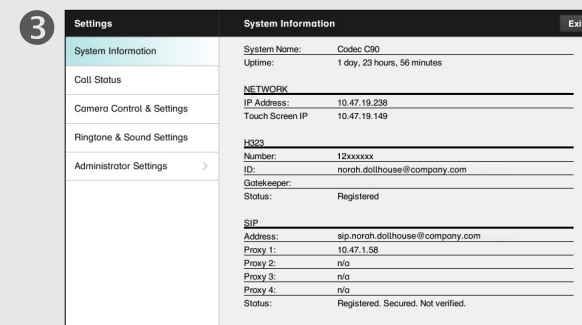 3
Settings
System Information
Call Status
Camera Control & Settings
Ringtone & Sound Settings
Administrator Settings
System Information
System Name: Codec C90
Uptime: 1 day, 23 hours, 56 minutes
NETWORK
IP Address: 10.47.19.238
Touch Screen IP 10.47.19.149
H323
Number: 12xxxxxx
ID: norah.dollhouse@company.com
Gatekeeper:
Status: Registered
SIP
Address: sip.norah.dollhouse@company.com
Proxy 1: 10.47.1.58
Proxy 2: n/a
Proxy 3: n/a
Proxy 4: n/a
Status: Registered. Secured. Not verified.